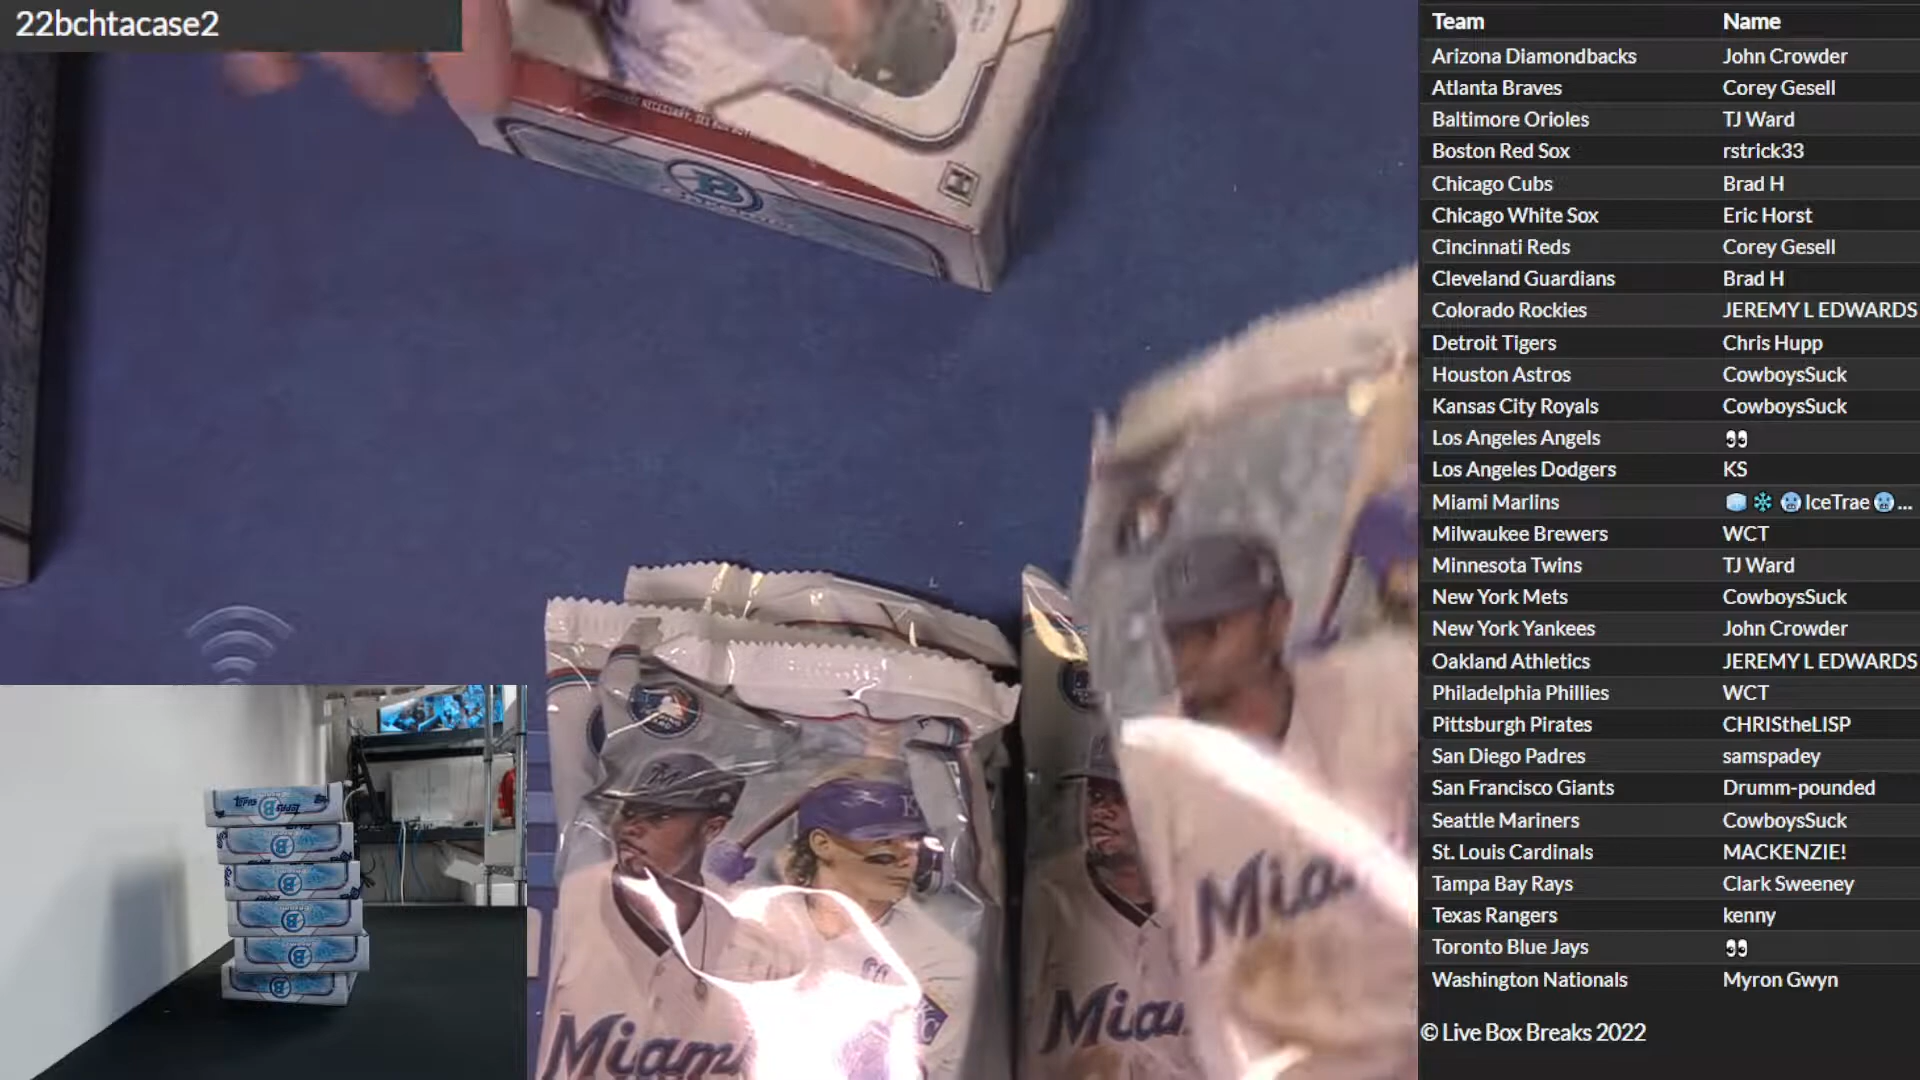 22bchtacase2
Team Name
Arizona Diamondbacks John Crowder
Atlanta Braves Corey Gesell
Baltimore Orioles TJ Ward
Boston Red Sox rstrick33
Chicago Cubs Brad H
Chicago White Sox Eric Horst
Cincinnati Reds Corey Gesell
Cleveland Guardians Brad H
Colorado Rockies JEREMY L EDWARDS
Detroit Tigers Chris Hupp
Houston Astros CowboysSuck
Kansas City Royals CowboysSuck
Los Angeles Angels 👀
Los Angeles Dodgers KS
Miami Marlins 🧊❄️🥶IceTrae🥶...
Milwaukee Brewers WCT
Minnesota Twins TJ Ward
New York Mets CowboysSuck
New York Yankees John Crowder
Oakland Athletics JEREMY L EDWARDS
Philadelphia Phillies WCT
Pittsburgh Pirates CHRIStheLISP
San Diego Padres samspadey
San Francisco Giants Drumm-pounded
Seattle Mariners CowboysSuck
St. Louis Cardinals MACKENZIE!
Tampa Bay Rays Clark Sweeney
Texas Rangers kenny
Toronto Blue Jays 👀
Washington Nationals Myron Gwyn
© Live Box Breaks 2022
B
chrome
Miam
Mia
Mia
topps